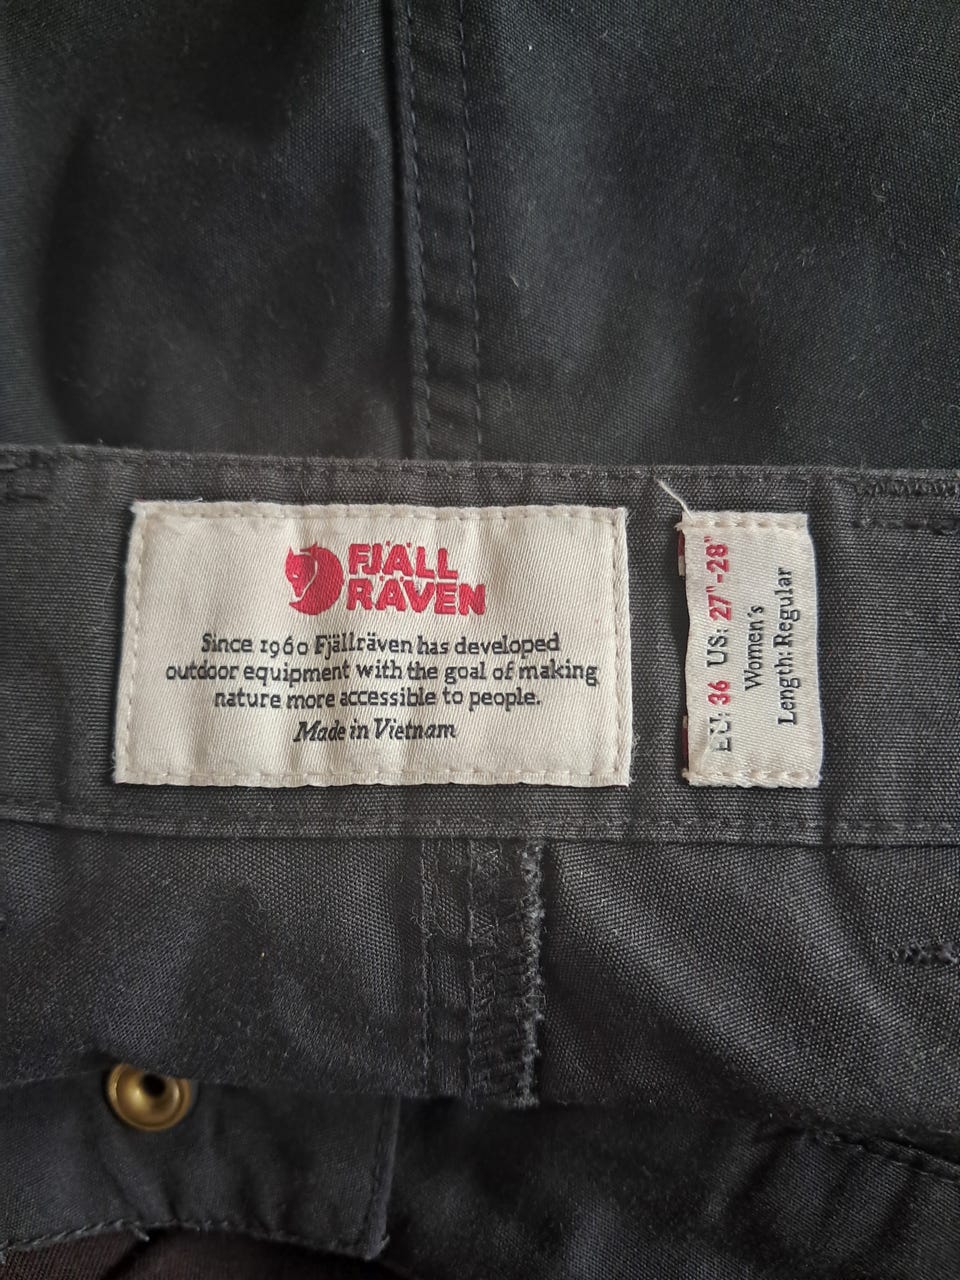 FJÄLL
RÄVEN
Since 1960 Fjällräven has developed
outdoor equipment with the goal of making
nature more accessible to people.
Made in Vietnam
EU: 36 US: 27"-28"
Women's
Length: Regular